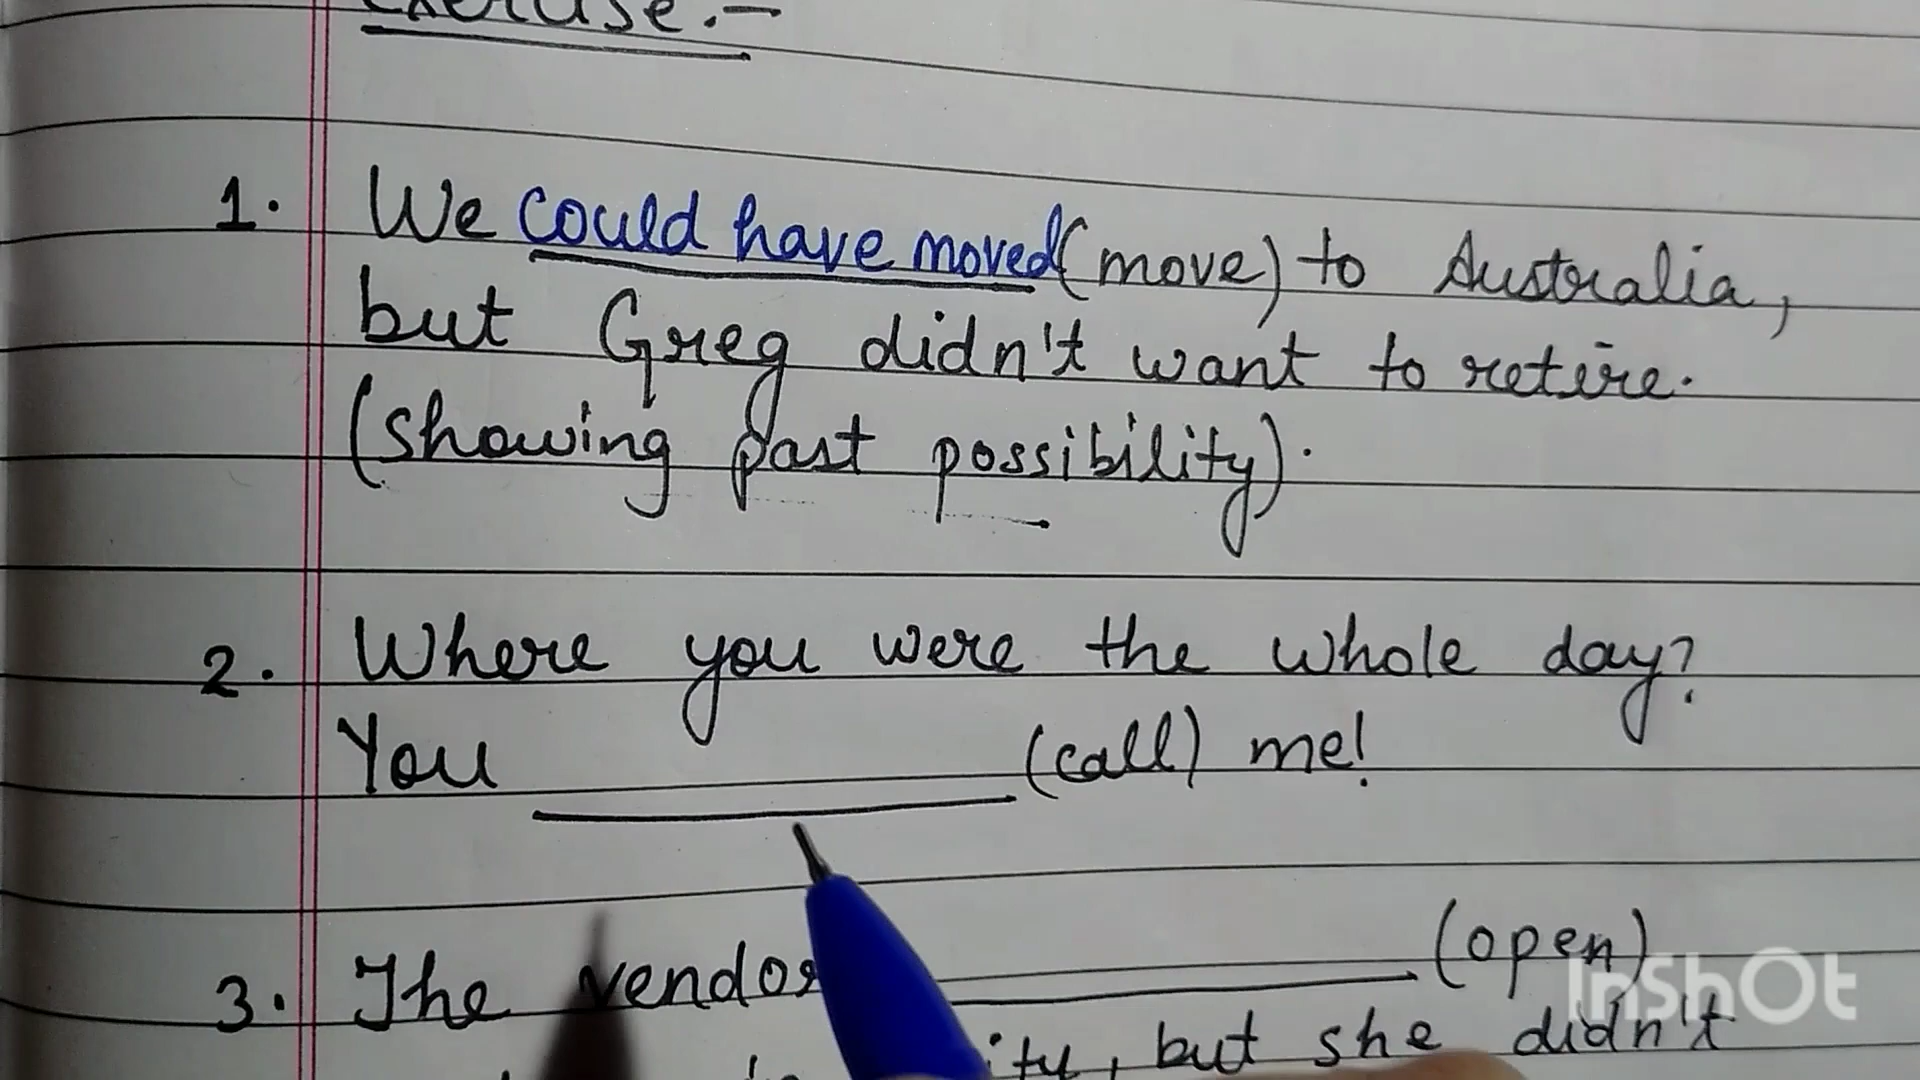 Exercise:-
1. We could have moved (move) to Australia,
but Greg didn't want to retire.
(showing past possibility).
2. Where you were the whole day?
You ________ (call) me!
3. The vendor ________ (open)
but she didn't
InShOt